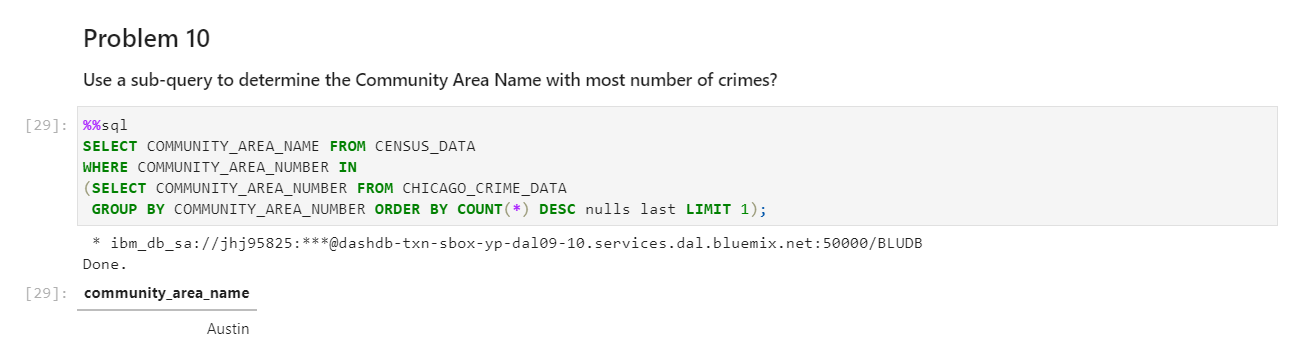 Problem 10
Use a sub-query to determine the Community Area Name with most number of crimes?
[29]: %%sql
SELECT COMMUNITY_AREA_NAME FROM CENSUS_DATA
WHERE COMMUNITY_AREA_NUMBER IN
(SELECT COMMUNITY_AREA_NUMBER FROM CHICAGO_CRIME_DATA
GROUP BY COMMUNITY_AREA_NUMBER ORDER BY COUNT(*) DESC nulls last LIMIT 1);
* ibm_db_sa://jhj95825:***@dashdb-txn-sbox-yp-dal09-10.services.dal.bluemix.net:50000/BLUDB
Done.
[29]: community_area_name
Austin